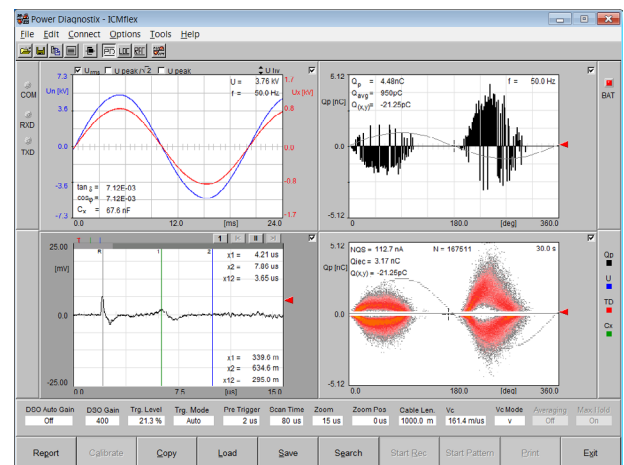 Power Diagnostix - ICMflex
File Edit Connect Options Tools Help
COM
RXD
TXD
Urms U peak/√2 U peak U hv
7.3
Un [kV]
3.6
0.0
-3.6
-7.3
U = 3.76 kV
f = 50.0 Hz
1.7
Ux [kV]
0.8
0.0
-0.8
-1.7
tan δ = 7.12E-03
cosφ = 7.12E-03
Cx = 67.6 nF
0.0 12.0 [ms] 24.0
5.12
Qp [nC]
0.0
-5.12
Qp = 4.48nC
Qavg = 950pC
Q(x,y) = -21.25pC
f = 50.0 Hz
0.0 180.0 [deg] 360.0
BAT
1 II
25.00
[mV]
0.0
-25.00
R 1 2
x1 = 4.21 us
x2 = 7.86 us
x12 = 3.65 us
x1 = 339.6 m
x2 = 634.6 m
x12 = 295.0 m
0.0 7.5 [us] 15.0
5.12
Qp [nC]
0.0
-5.12
NQS = 112.7 nA N = 167511 30.0 s
Qiec = 3.17 nC
Q(x,y) = -21.25pC
0.0 180.0 [deg] 360.0
Qp
U
TD
Cx
DSO Auto Gain DSO Gain Trg. Level Trg. Mode Pre Trigger Scan Time Zoom Zoom Pos Cable Len. Vc Vc Mode Averaging Max. Hold
Off 400 21.3 % Auto 2 us 80 us 15 us 0 us 1000.0 m 161.4 m/us v Off On
Report Calibrate Copy Load Save Search Start Rec Start Pattern Print Exit